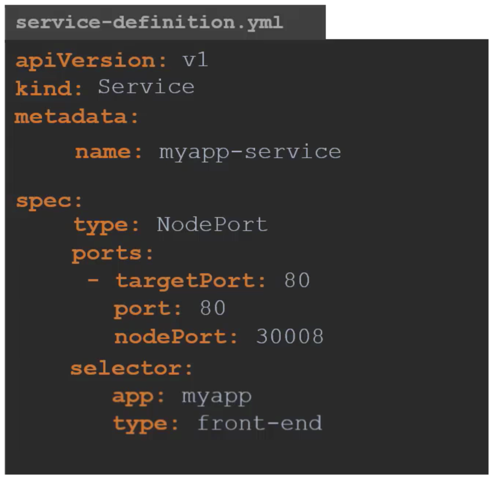 service-definition.yml
apiVersion: v1
kind: Service
metadata:
name: myapp-service
spec:
type: NodePort
ports:
- targetPort: 80
port: 80
nodePort: 30008
selector:
app: myapp
type: front-end